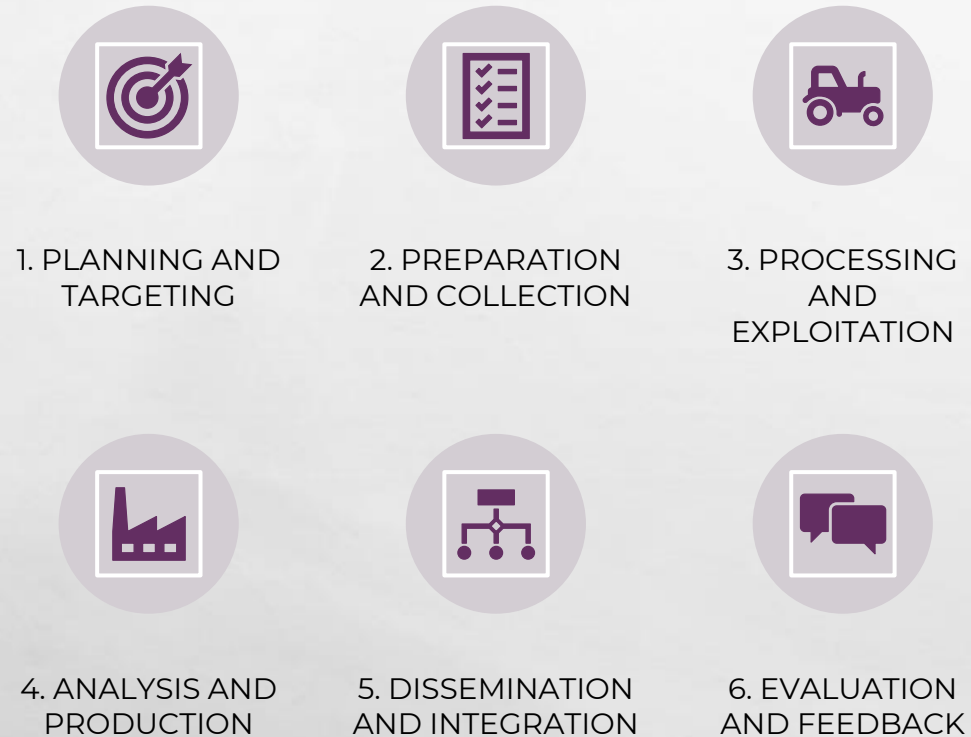 1. PLANNING AND
TARGETING
2. PREPARATION
AND COLLECTION
3. PROCESSING
AND
EXPLOITATION
4. ANALYSIS AND
PRODUCTION
5. DISSEMINATION
AND INTEGRATION
6. EVALUATION
AND FEEDBACK